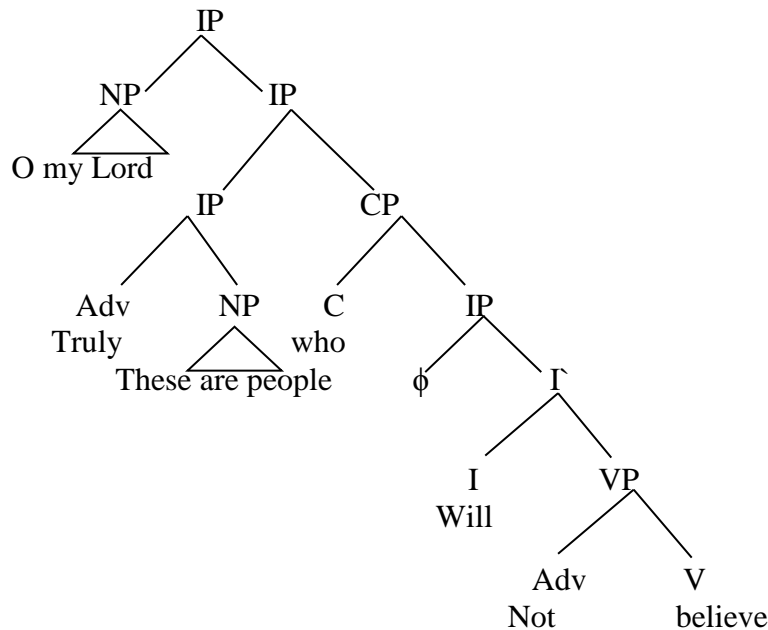 IP
NP IP
O my Lord
IP CP
Adv NP C IP
Truly who
These are people ϕ I`
I VP
Will
Adv V
Not believe